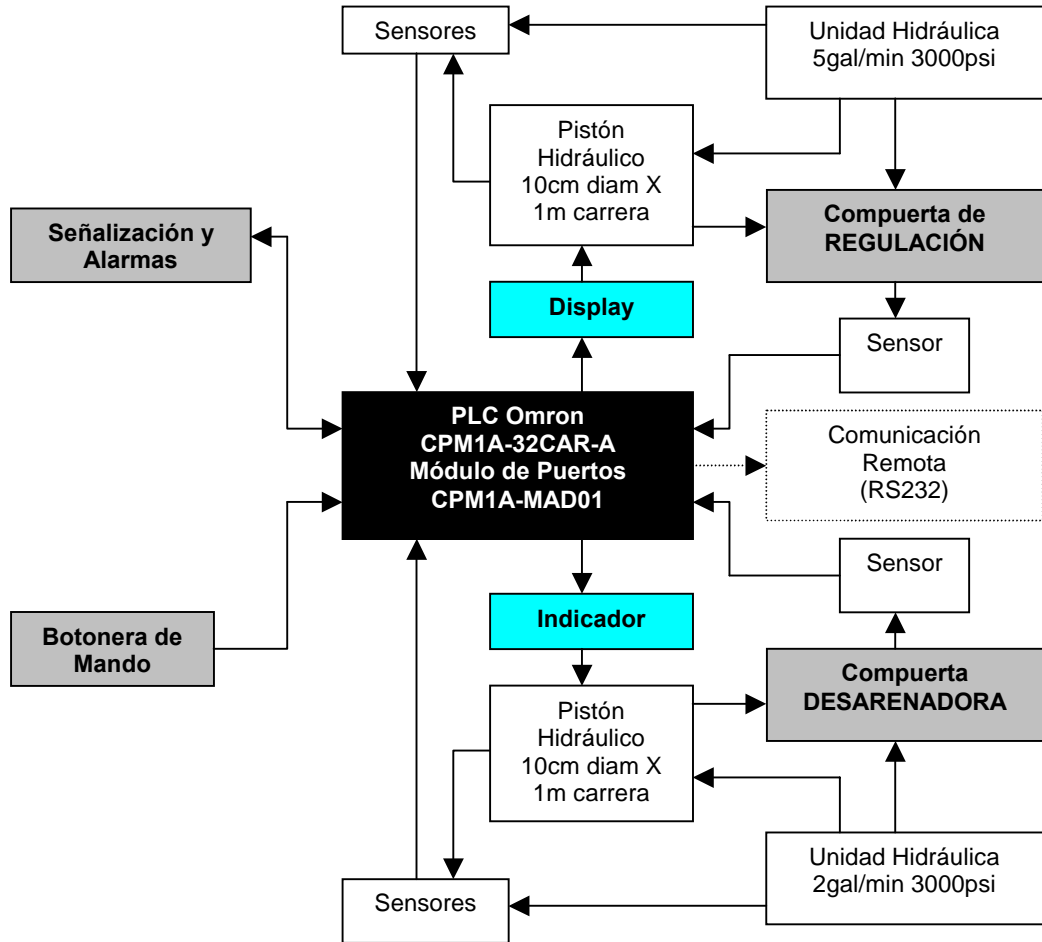 Sensores
Unidad Hidráulica
5gal/min 3000psi
Pistón
Hidráulico
10cm diam X
1m carrera
Compuerta de
REGULACIÓN
Señalización y
Alarmas
Display
Sensor
PLC Omron
CPM1A-32CAR-A
Módulo de Puertos
CPM1A-MAD01
Comunicación
Remota
(RS232)
Sensor
Indicador
Botonera de
Mando
Compuerta
DESARENADORA
Pistón
Hidráulico
10cm diam X
1m carrera
Unidad Hidráulica
2gal/min 3000psi
Sensores